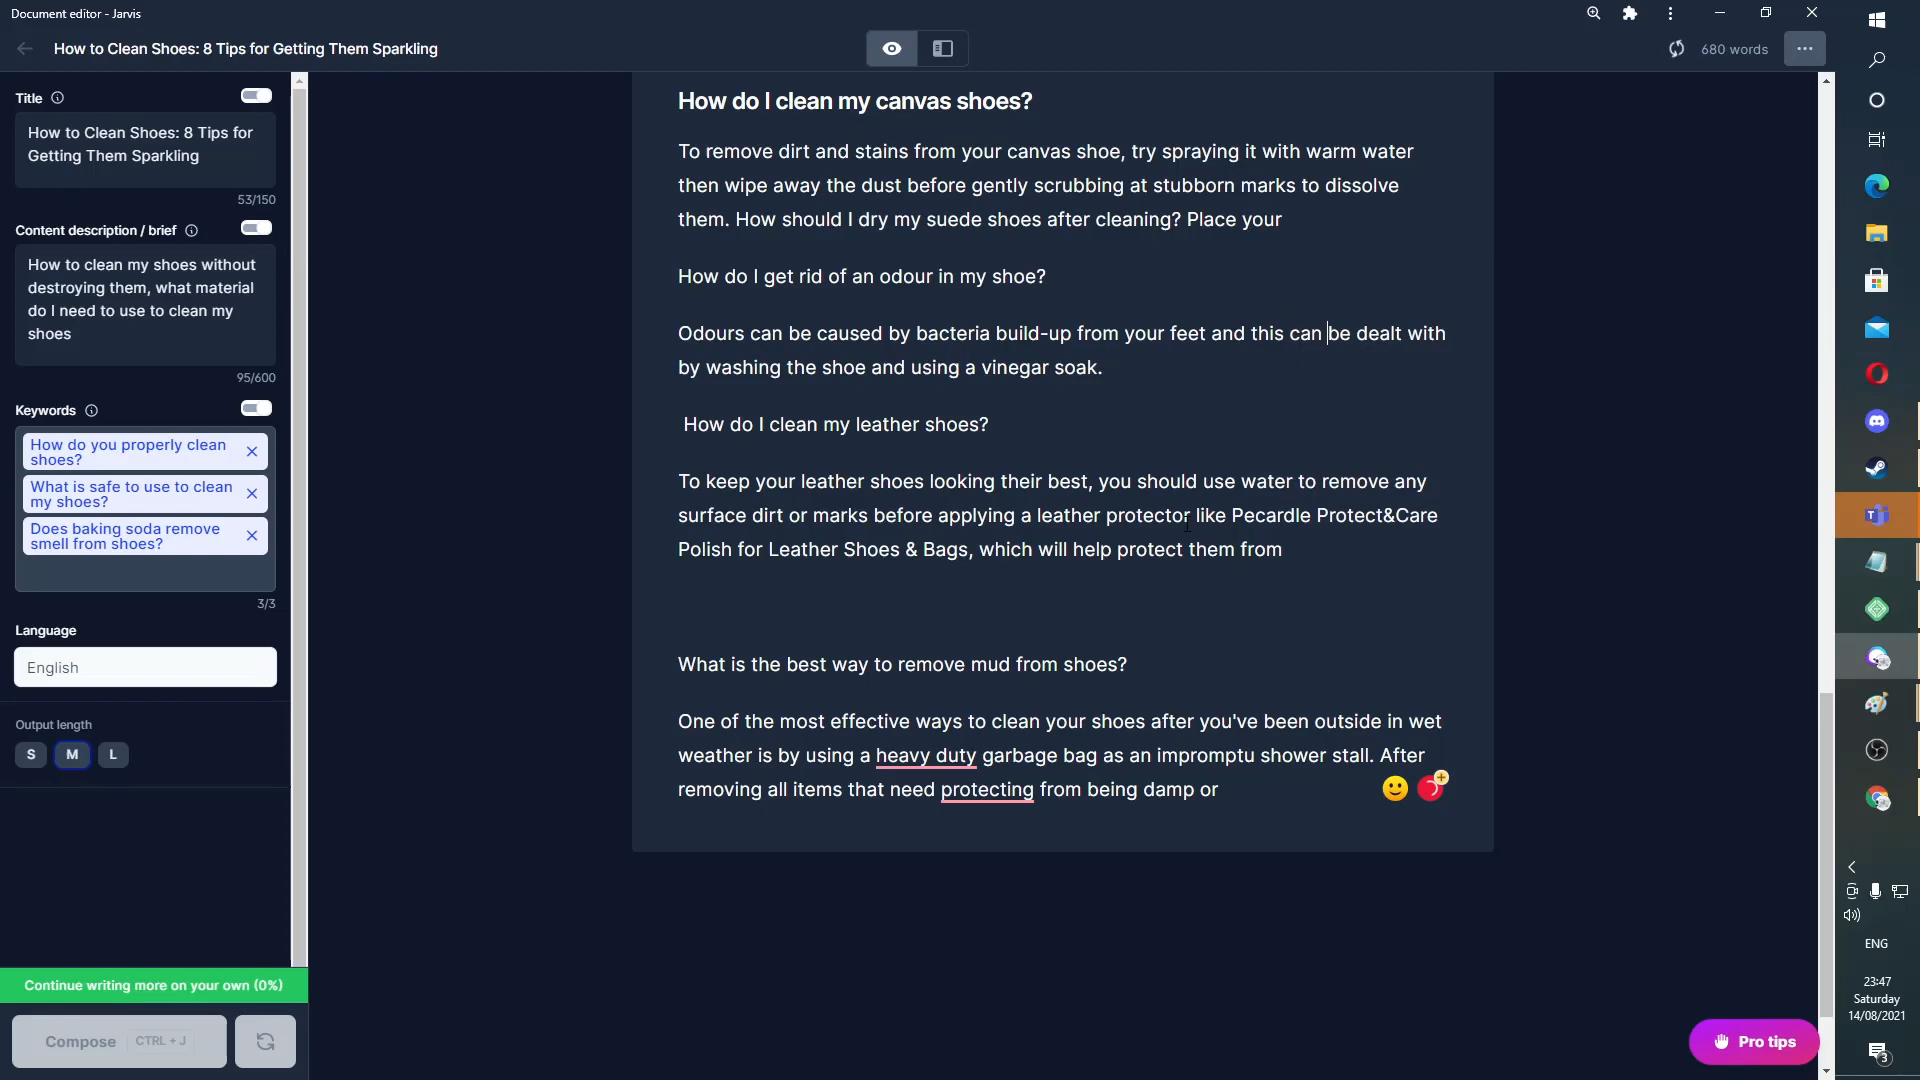 Document editor - Jarvis
How to Clean Shoes: 8 Tips for Getting Them Sparkling
680 words
Title
How to Clean Shoes: 8 Tips for
Getting Them Sparkling
53/150
Content description / brief
How to clean my shoes without
destroying them, what material
do I need to use to clean my
shoes
95/600
Keywords
How do you properly clean
shoes?
What is safe to use to clean
my shoes?
Does baking soda remove
smell from shoes?
3/3
Language
English
Output length
S M L
Continue writing more on your own (0%)
Compose CTRL + J
How do I clean my canvas shoes?
To remove dirt and stains from your canvas shoe, try spraying it with warm water
then wipe away the dust before gently scrubbing at stubborn marks to dissolve
them. How should I dry my suede shoes after cleaning? Place your
How do I get rid of an odour in my shoe?
Odours can be caused by bacteria build-up from your feet and this can be dealt with
by washing the shoe and using a vinegar soak.
How do I clean my leather shoes?
To keep your leather shoes looking their best, you should use water to remove any
surface dirt or marks before applying a leather protector like Pecardle Protect&Care
Polish for Leather Shoes & Bags, which will help protect them from
What is the best way to remove mud from shoes?
One of the most effective ways to clean your shoes after you've been outside in wet
weather is by using a heavy duty garbage bag as an impromptu shower stall. After
removing all items that need protecting from being damp or
Pro tips
ENG
23:47
Saturday
14/08/2021
3